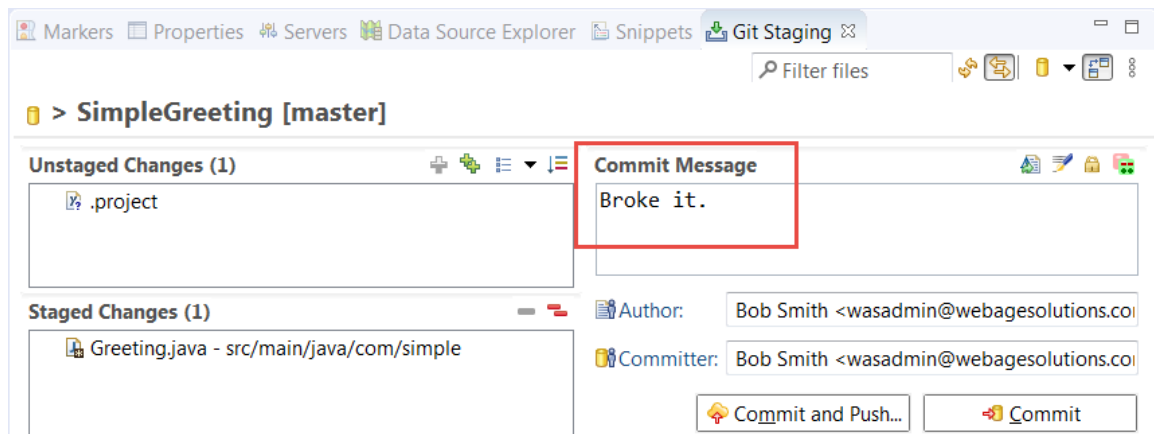 Markers Properties Servers Data Source Explorer Snippets Git Staging
Filter files
> SimpleGreeting [master]
Unstaged Changes (1)
.project
Staged Changes (1)
Greeting.java - src/main/java/com/simple
Commit Message
Broke it.
Author: Bob Smith <wasadmin@webagesolutions.co
Committer: Bob Smith <wasadmin@webagesolutions.co
Commit and Push... Commit